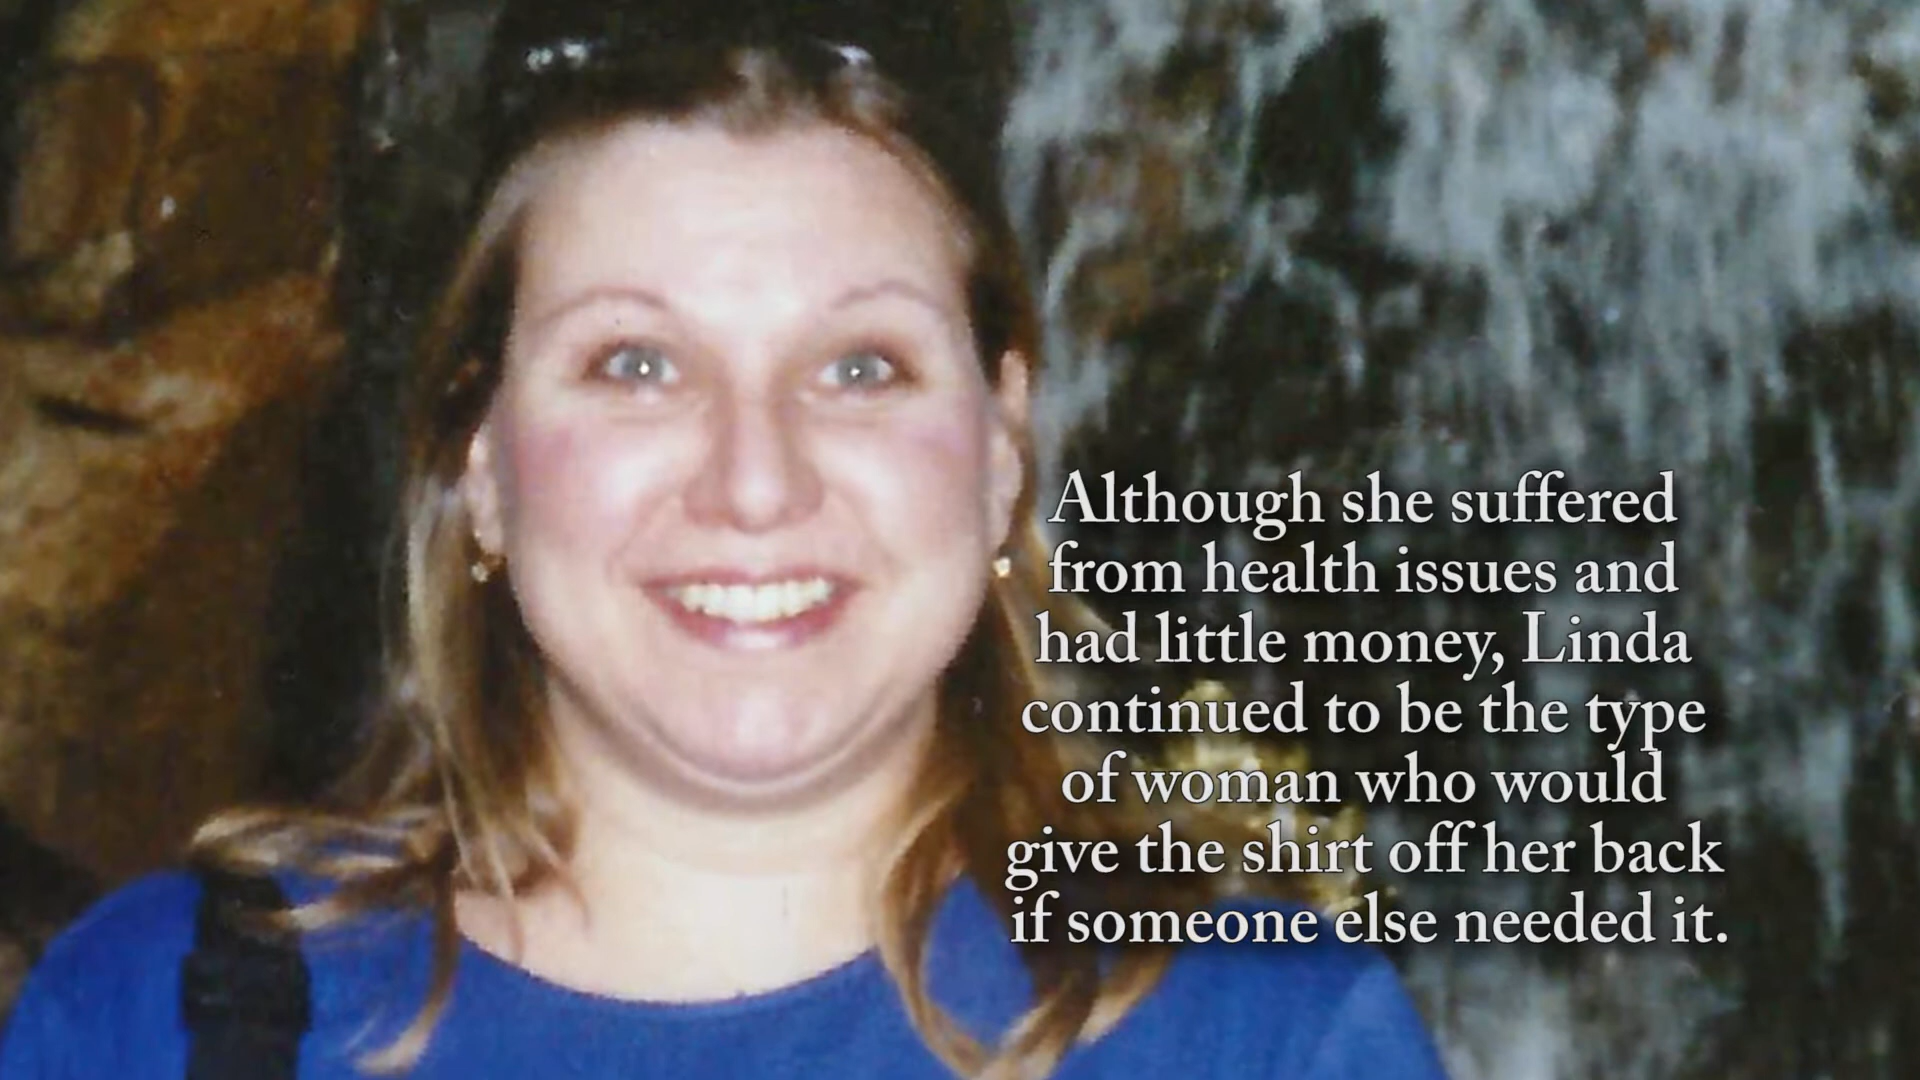 Although she suffered
from health issues and
had little money, Linda
continued to be the type
of woman who would
give the shirt off her back
if someone else needed it.